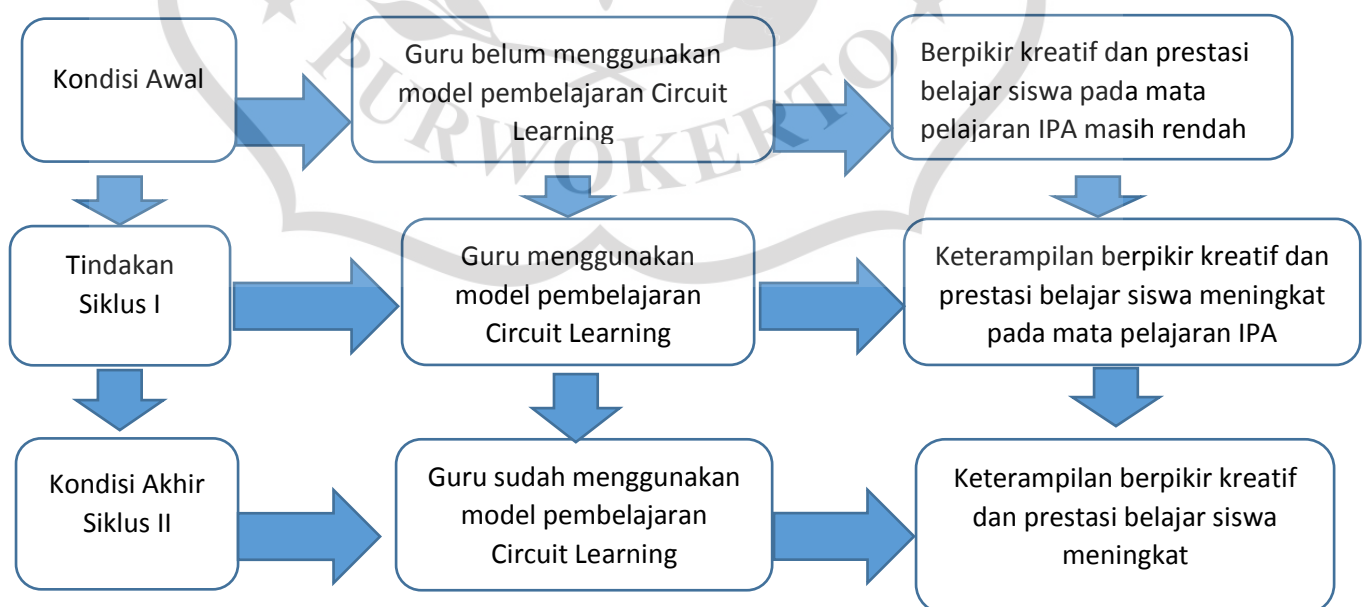 Kondisi Awal
Guru belum menggunakan
model pembelajaran Circuit
Learning
Berpikir kreatif dan prestasi
belajar siswa pada mata
pelajaran IPA masih rendah
PURWOKERTO
Tindakan
Siklus I
Guru menggunakan
model pembelajaran
Circuit Learning
Keterampilan berpikir kreatif dan
prestasi belajar siswa meningkat
pada mata pelajaran IPA
Kondisi Akhir
Siklus II
Guru sudah menggunakan
model pembelajaran
Circuit Learning
Keterampilan berpikir kreatif
dan prestasi belajar siswa
meningkat